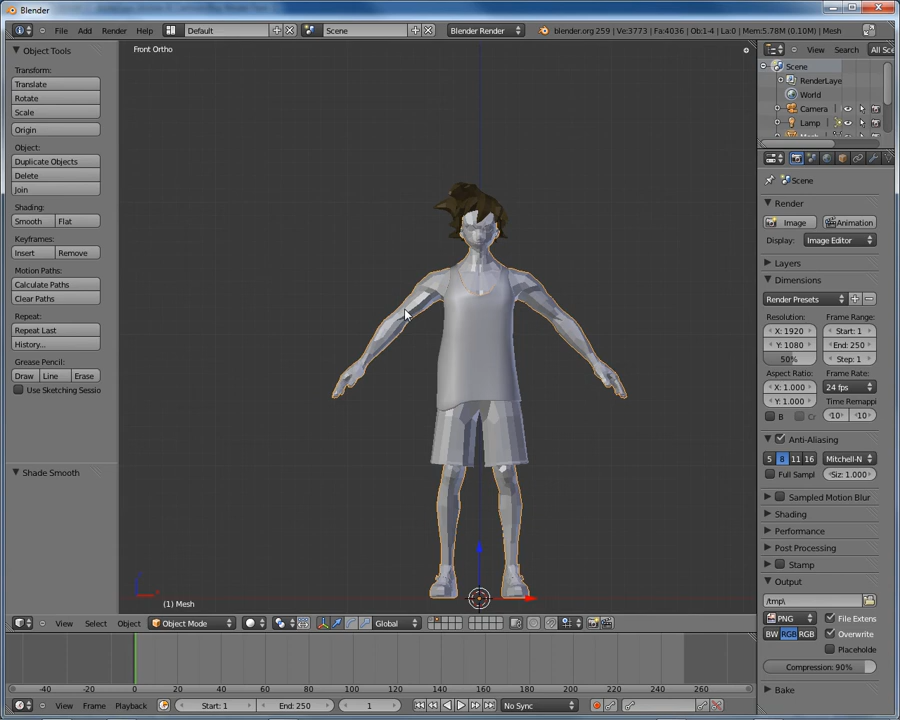 Blender
File Add Render Help Default Scene Blender Render blender.org 259 | Ve:3773 | Fa:4036 | Ob:1-4 | La:0 | Mem:5.78M (0.10M) | Mesh
Object Tools
Transform:
Translate
Rotate
Scale
Origin
Object:
Duplicate Objects
Delete
Join
Shading:
Smooth Flat
Keyframes:
Insert Remove
Motion Paths:
Calculate Paths
Clear Paths
Repeat:
Repeat Last
History...
Grease Pencil:
Draw Line Erase
Use Sketching Sessio
Shade Smooth
Front Ortho
(1) Mesh
View Select Object Object Mode Global
View Search All Sce
Scene
RenderLaye
World
Camera
Lamp
Scene
Render
Image Animation
Display: Image Editor
Layers
Dimensions
Render Presets
Resolution: Frame Range:
X: 1920 Start: 1
Y: 1080 End: 250
50% Step: 1
Aspect Ratio: Frame Rate:
X: 1.000 24 fps
Y: 1.000 Time Remappi
B Cr 10 10
Anti-Aliasing
5 8 11 16 Mitchell-N
Full Sampl Siz: 1.000
Sampled Motion Blur
Shading
Performance
Post Processing
Stamp
Output
/tmp\
PNG File Extens
BW RGB RGB Overwrite
Placeholde
Compression: 90%
Bake
-40 -20 0 20 40 60 80 100 120 140 160 180 200 220 240 260
View Frame Playback Start: 1 End: 250 1 No Sync